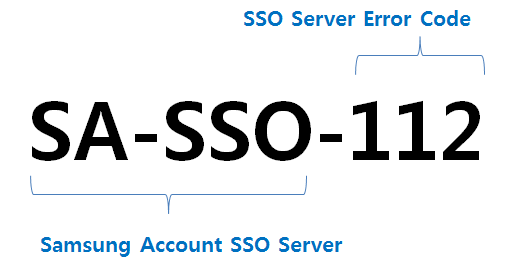 SSO Server Error Code
SA-SSO-112
Samsung Account SSO Server